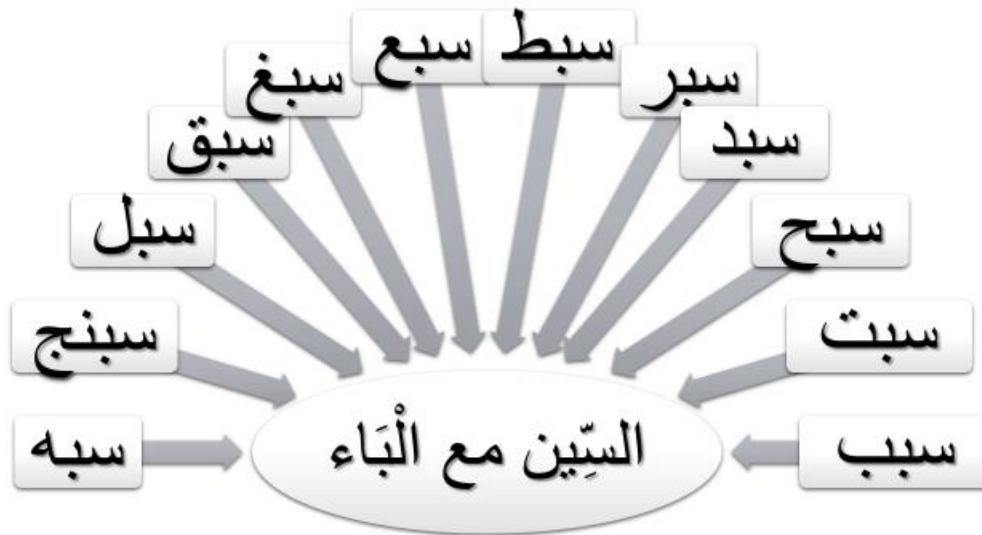 سبب
سبت
سبح
سبد
سبر
سبط
سبع
سبغ
سبق
سبل
سبنج
سبه
السِّين مع الْبَاء